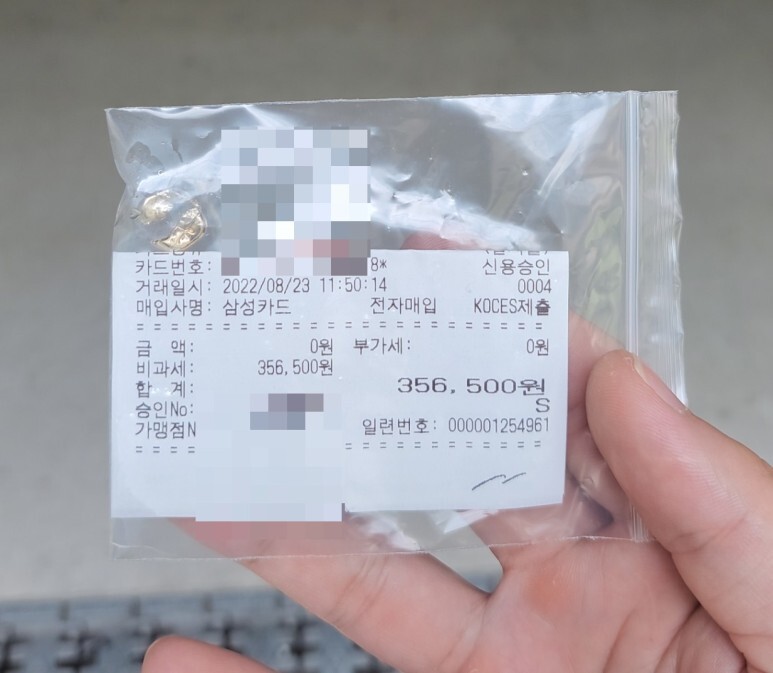 카드번호: 8* 신용승인
거래일시: 2022/08/23 11:50:14 0004
매입사명: 삼성카드 전자매입 KOCES제출
금 액: 0원 부가세: 0원
비과세: 356,500원
합 계: 356,500원
S
승인No:
가맹점N 일련번호: 000001254961